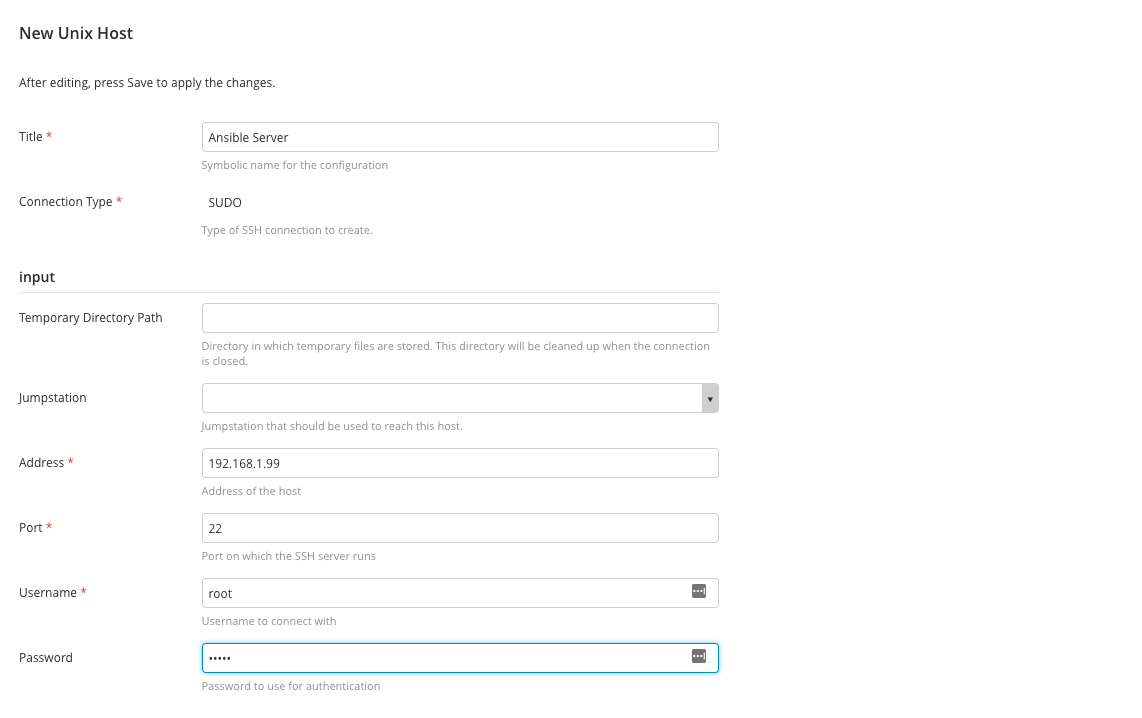 New Unix Host
After editing, press Save to apply the changes.
Title *
Ansible Server
Symbolic name for the configuration
Connection Type *
SUDO
Type of SSH connection to create.
input
Temporary Directory Path
Directory in which temporary files are stored. This directory will be cleaned up when the connection
is closed.
Jumpstation
Jumpstation that should be used to reach this host.
Address *
192.168.1.99
Address of the host
Port *
22
Port on which the SSH server runs
Username *
root
Username to connect with
Password
•••••
Password to use for authentication